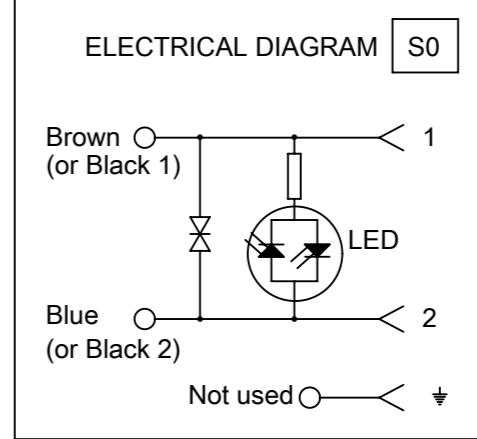 ELECTRICAL DIAGRAM S0
Brown 1
(or Black 1)
LED
Blue 2
(or Black 2)
Not used